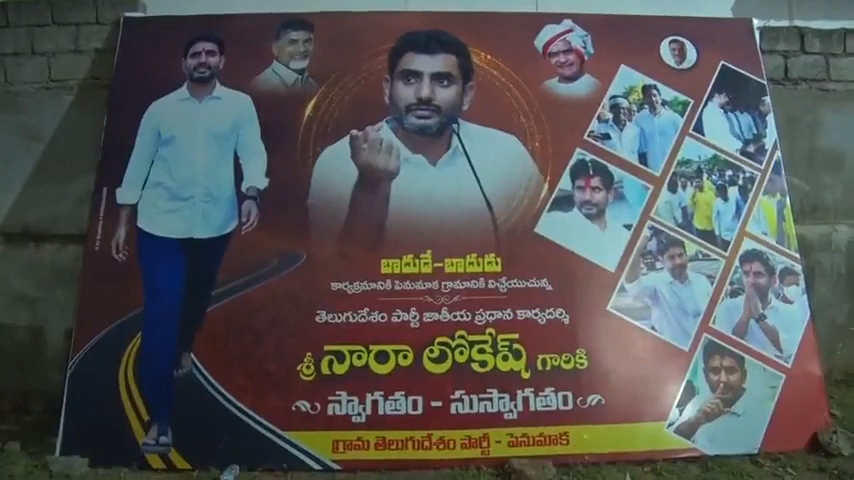 బాదుడే-బాదుడు
కార్యక్రమానికి పెనుమాక గ్రామానికి విచ్చేయుచున్న
తెలుగుదేశం పార్టీ జాతీయ ప్రధాన కార్యదర్శి
శ్రీ నారా లోకేష్ గారికి
స్వాగతం - సుస్వాగతం
గ్రామ తెలుగుదేశం పార్టీ - పెనుమాక